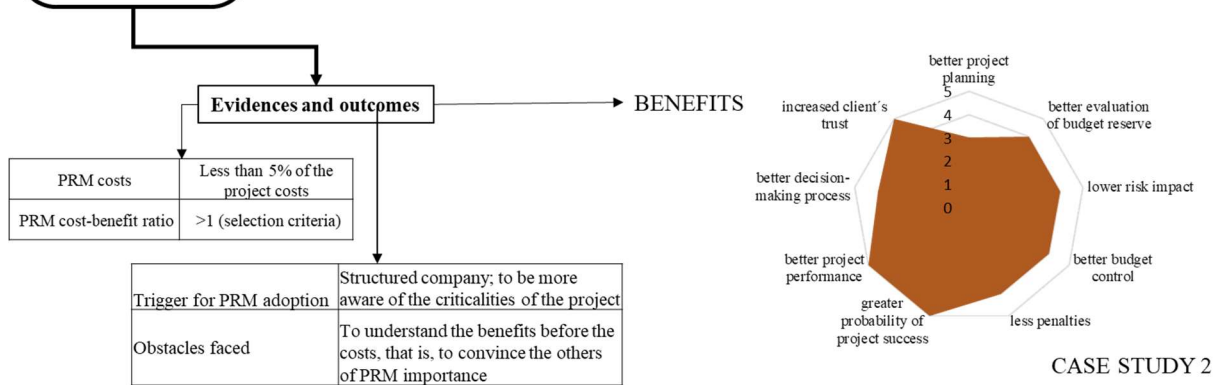 Evidences and outcomes
BENEFITS
PRM costs
Less than 5% of the
project costs
PRM cost-benefit ratio
>1 (selection criteria)
Trigger for PRM adoption
Structured company; to be more
aware of the criticalities of the project
Obstacles faced
To understand the benefits before the
costs, that is, to convince the others
of PRM importance
better project
planning
5
4
3
2
1
0
better evaluation
of budget reserve
lower risk impact
better budget
control
less penalties
greater
probability of
project success
better project
performance
better decision-
making process
increased client´s
trust
CASE STUDY 2